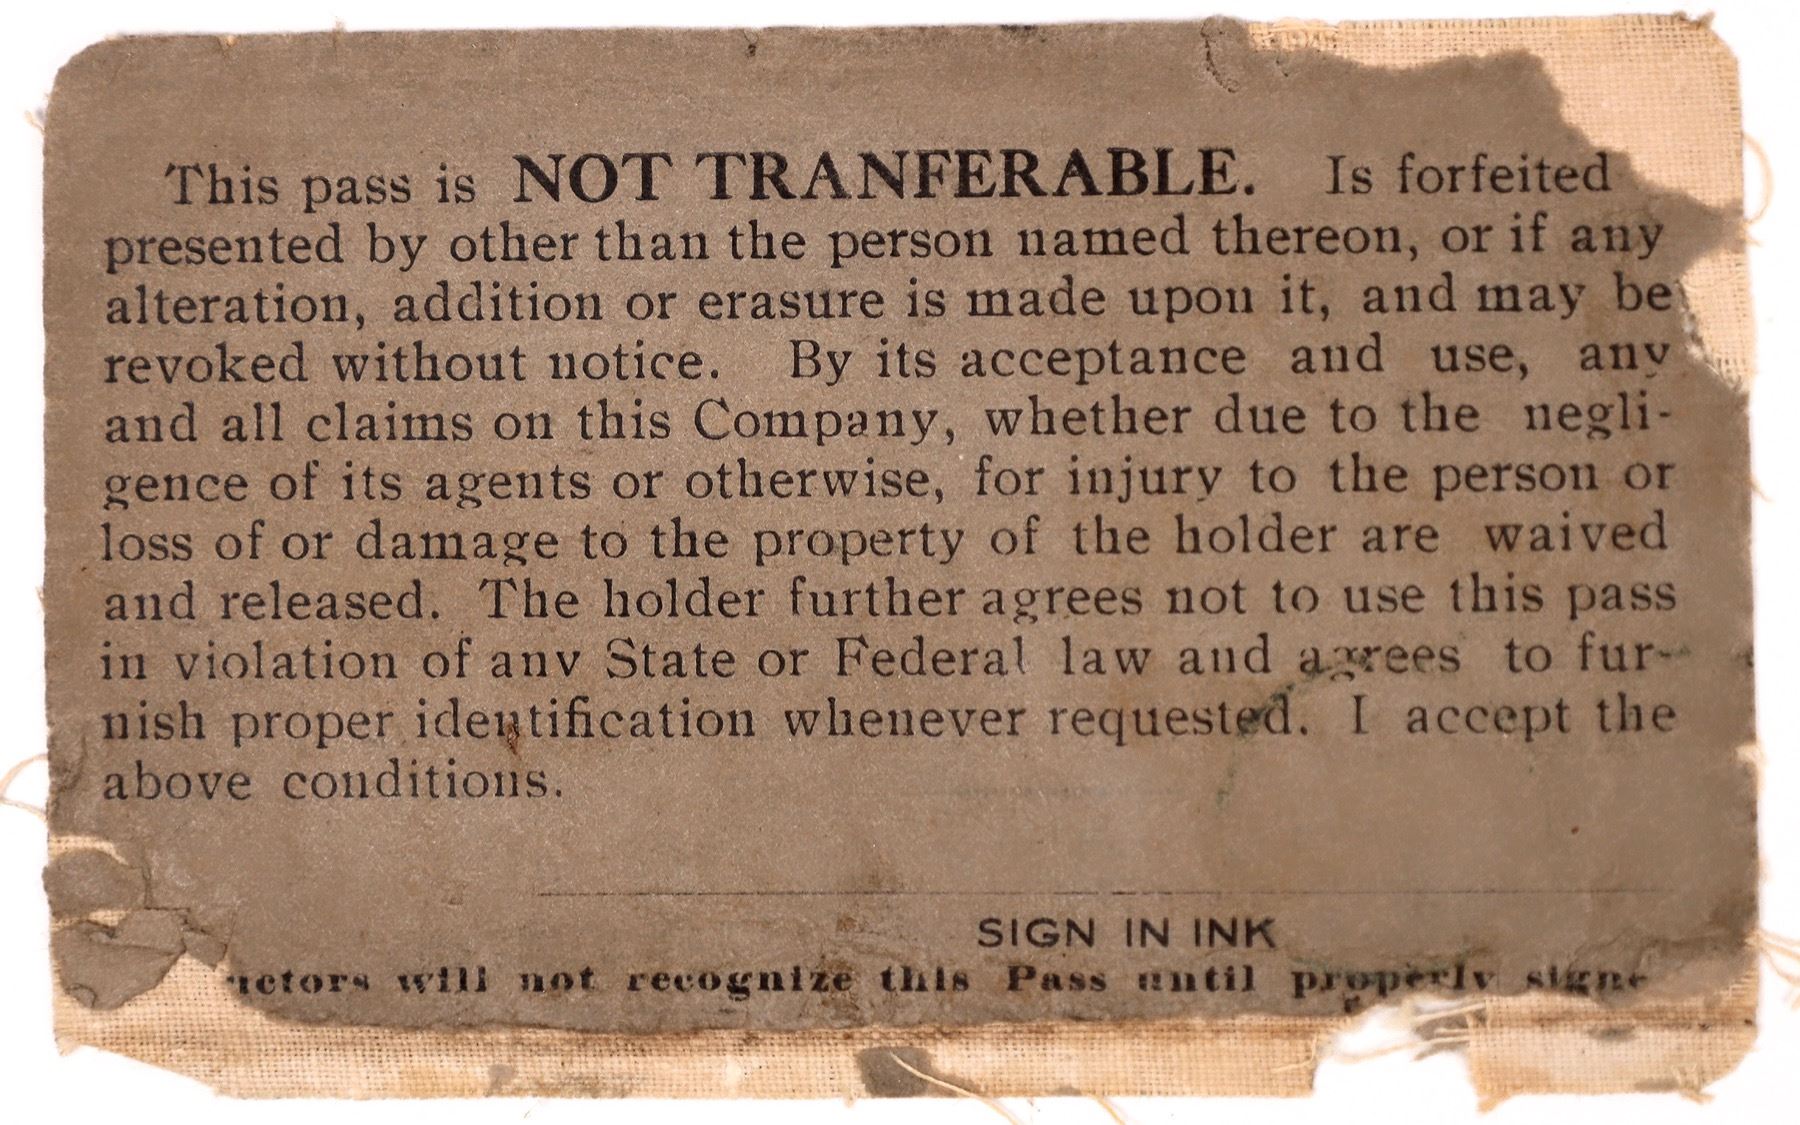 This pass is NOT TRANFERABLE. Is forfeited
presented by other than the person named thereon, or if any
alteration, addition or erasure is made upon it, and may be
revoked without notice. By its acceptance and use, any
and all claims on this Company, whether due to the negli-
gence of its agents or otherwise, for injury to the person or
loss of or damage to the property of the holder are waived
and released. The holder further agrees not to use this pass
in violation of any State or Federal law and agrees to fur-
nish proper identification whenever requested. I accept the
above conditions.
SIGN IN INK
will not recognize this Pass until properly